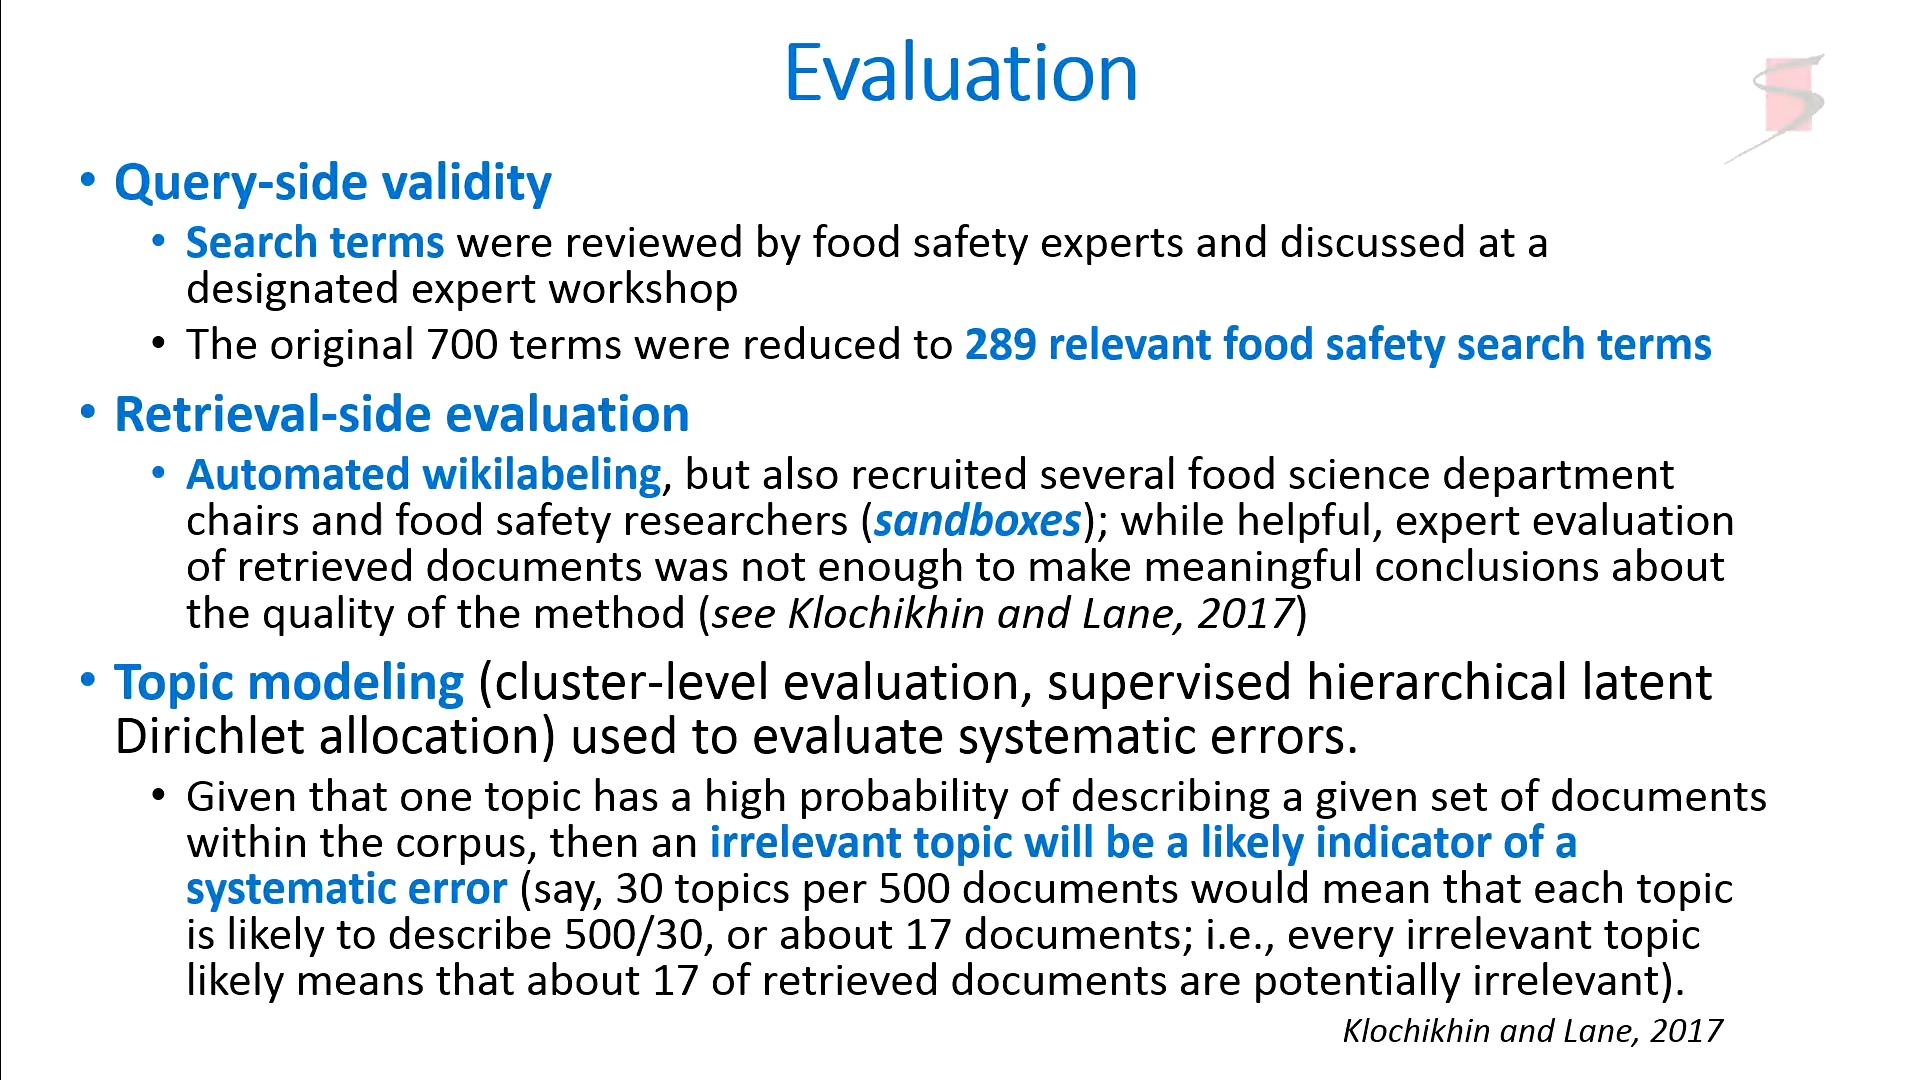 Evaluation
• Query-side validity
• Search terms were reviewed by food safety experts and discussed at a
designated expert workshop
• The original 700 terms were reduced to 289 relevant food safety search terms
• Retrieval-side evaluation
• Automated wikilabeling, but also recruited several food science department
chairs and food safety researchers (sandboxes); while helpful, expert evaluation
of retrieved documents was not enough to make meaningful conclusions about
the quality of the method (see Klochikhin and Lane, 2017)
• Topic modeling (cluster-level evaluation, supervised hierarchical latent
Dirichlet allocation) used to evaluate systematic errors.
• Given that one topic has a high probability of describing a given set of documents
within the corpus, then an irrelevant topic will be a likely indicator of a
systematic error (say, 30 topics per 500 documents would mean that each topic
is likely to describe 500/30, or about 17 documents; i.e., every irrelevant topic
likely means that about 17 of retrieved documents are potentially irrelevant).
Klochikhin and Lane, 2017